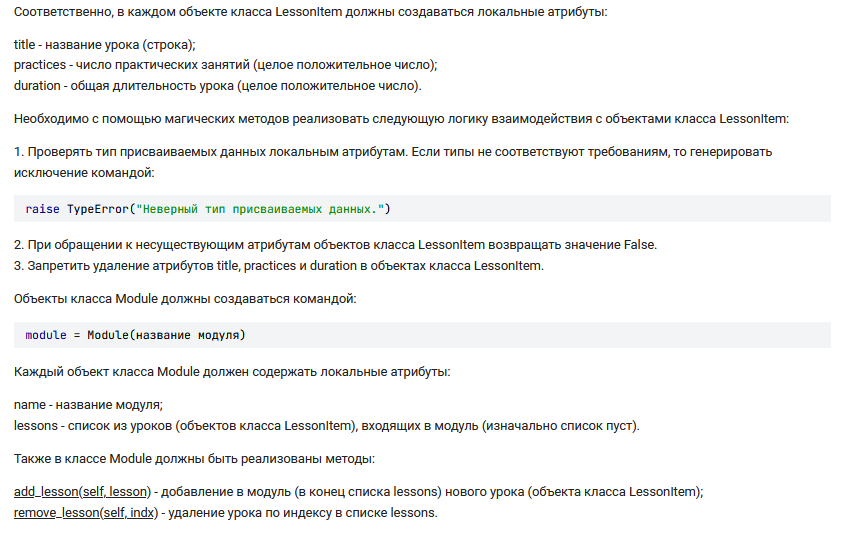 Соответственно, в каждом объекте класса LessonItem должны создаваться локальные атрибуты:
title - название урока (строка);
practices - число практических занятий (целое положительное число);
duration - общая длительность урока (целое положительное число).
Необходимо с помощью магических методов реализовать следующую логику взаимодействия с объектами класса LessonItem:
1. Проверять тип присваиваемых данных локальным атрибутам. Если типы не соответствуют требованиям, то генерировать
исключение командой:
raise TypeError("Неверный тип присваиваемых данных.")
2. При обращении к несуществующим атрибутам объектов класса LessonItem возвращать значение False.
3. Запретить удаление атрибутов title, practices и duration в объектах класса LessonItem.
Объекты класса Module должны создаваться командой:
module = Module(название модуля)
Каждый объект класса Module должен содержать локальные атрибуты:
name - название модуля;
lessons - список из уроков (объектов класса LessonItem), входящих в модуль (изначально список пуст).
Также в классе Module должны быть реализованы методы:
add_lesson(self, lesson) - добавление в модуль (в конец списка lessons) нового урока (объекта класса LessonItem);
remove_lesson(self, indx) - удаление урока по индексу в списке lessons.